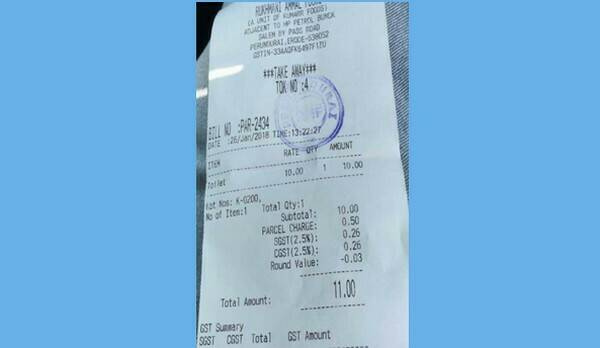 RUKHMANI AMMAL FOODS
(A UNIT OF KUMARR FOODS)
ADJACENT TO HP PETROL BUNCK
SALEM BY PASS ROAD
PERUNDURAI,ERODE-638052
***TAKE AWAY***
TOK NO :4
BILL NO :PAR-2434
DATE :26/Jan/2018 TIME:13:22:27
ITEM RATE QTY AMOUNT
Toilet 10.00 1 10.00
Kot Nos: K-0200,
No of Item:1 Total Qty:1
Subtotal: 10.00
PARCEL CHARGE: 0.50
SGST(2.5%): 0.26
CGST(2.5%): 0.26
Round Value: -0.03
Total Amount: 11.00
GST Summary
SGST CGST Total GST Amount